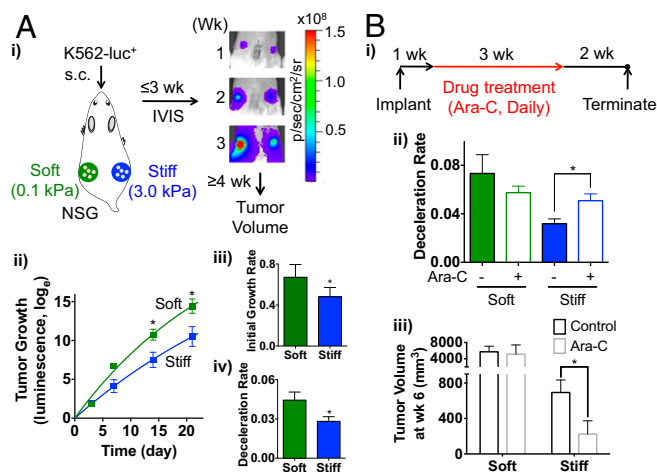 A
i)
K562-luc⁺
s.c.
≤3 wk
IVIS
Soft
(0.1 kPa)
Stiff
(3.0 kPa)
NSG
(Wk)
1
2
3
≥4 wk
Tumor
Volume
x10⁸
1.5
1.0
0.5
p/sec/cm²/sr
ii)
Tumor Growth
(luminescence, logₑ)
15
10
5
0
Soft
Stiff
*
*
0 5 10 15 20
Time (day)
iii)
Initial Growth Rate
0.8
0.4
0.0
*
Soft Stiff
iv)
Deceleration Rate
0.06
0.03
0.00
*
Soft Stiff
B
i)
1 wk 3 wk 2 wk
Drug treatment
(Ara-C, Daily)
Implant
Terminate
ii)
Deceleration Rate
0.08
0.04
0.00
*
Ara-C - + - +
Soft Stiff
iii)
Control
Ara-C
Tumor Volume
at wk 6 (mm³)
8000
4000
800
400
0
*
Soft Stiff